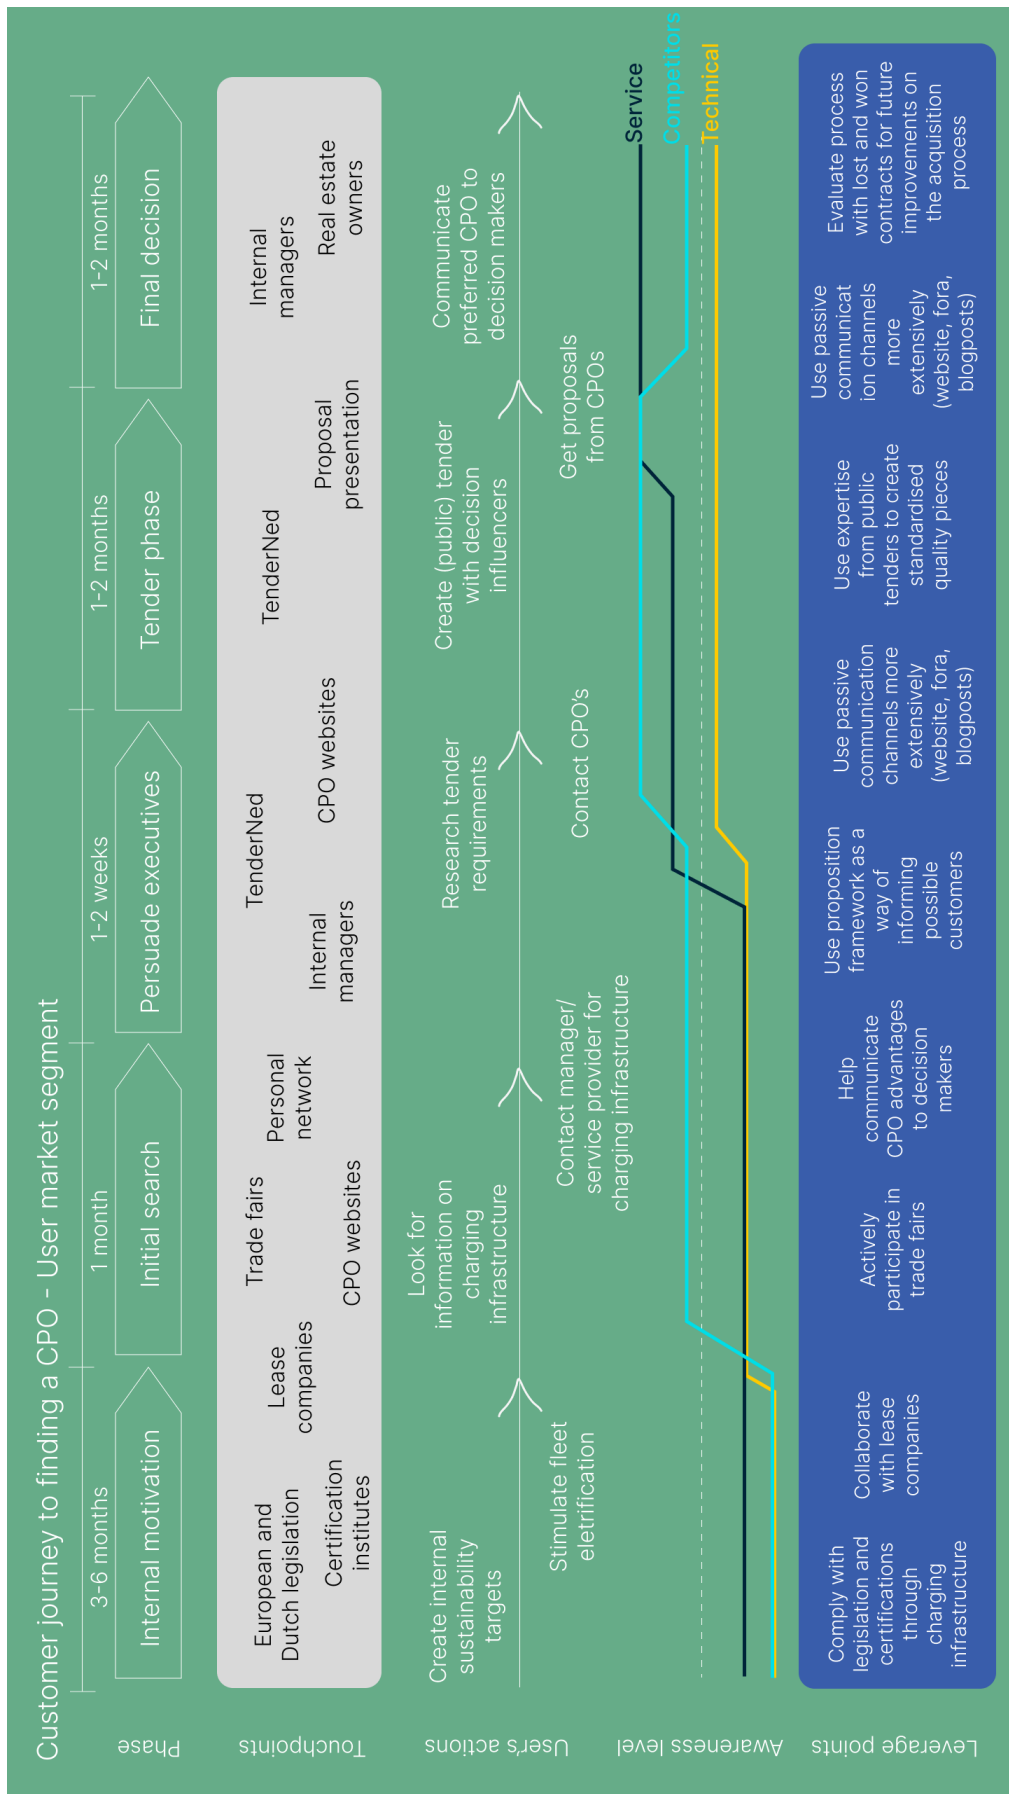 Customer journey to finding a CPO - User market segment
3-6 months
1 month
1-2 weeks
1-2 months
1-2 months
Phase
Internal motivation
Initial search
Persuade executives
Tender phase
Final decision
Touchpoints
European and
Dutch legislation
Certification
institutes
Lease
companies
Trade fairs
CPO websites
Personal
network
Internal
managers
TenderNed
CPO websites
TenderNed
Proposal
presentation
Internal
managers
Real estate
owners
User's actions
Create internal
sustainability
targets
Stimulate fleet
eletrification
Look for
information on
charging
infrastructure
Contact manager/
service provider for
charging infrastructure
Research tender
requirements
Contact CPO's
Create (public) tender
with decision
influencers
Get proposals
from CPOs
Communicate
preferred CPO to
decision makers
Awareness level
Service
Competitors
Technical
Leverage points
Comply with
legislation and
certifications
through
charging
infrastructure
Collaborate
with lease
companies
Actively
participate in
trade fairs
Help
communicate
CPO advantages
to decision
makers
Use proposition
framework as a
way of
informing
possible
customers
Use passive
communication
channels more
extensively
(website, fora,
blogposts)
Use expertise
from public
tenders to create
standardised
quality pieces
Use passive
communicat
ion channels
more
extensively
(website, fora,
blogposts)
Evaluate process
with lost and won
contracts for future
improvements on
the acquisition
process